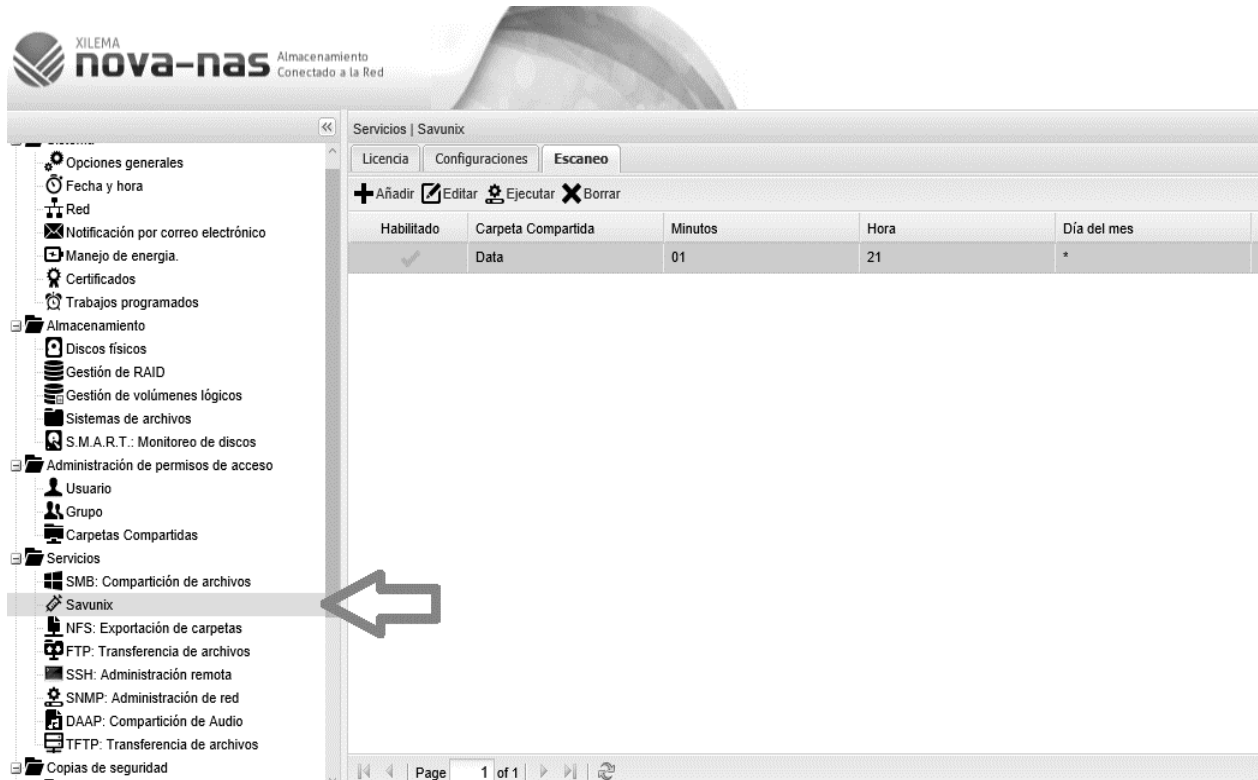 XILEMA
nova-nas
Almacenamiento
Conectado a la Red
Opciones generales
Fecha y hora
Red
Notificación por correo electrónico
Manejo de energia.
Certificados
Trabajos programados
Almacenamiento
Discos físicos
Gestión de RAID
Gestión de volúmenes lógicos
Sistemas de archivos
S.M.A.R.T.: Monitoreo de discos
Administración de permisos de acceso
Usuario
Grupo
Carpetas Compartidas
Servicios
SMB: Compartición de archivos
Savunix
NFS: Exportación de carpetas
FTP: Transferencia de archivos
SSH: Administración remota
SNMP: Administración de red
DAAP: Compartición de Audio
TFTP: Transferencia de archivos
Copias de seguridad
Servicios | Savunix
Licencia Configuraciones Escaneo
Añadir Editar Ejecutar Borrar
Habilitado Carpeta Compartida Minutos Hora Día del mes
Data 01 21 *
Page 1 of 1